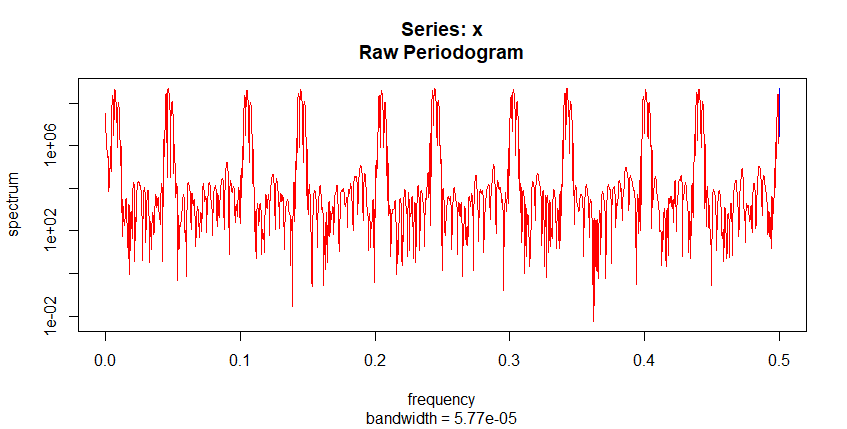 Series: x
Raw Periodogram
spectrum
1e+06
1e+02
1e-02
0.0 0.1 0.2 0.3 0.4 0.5
frequency
bandwidth = 5.77e-05